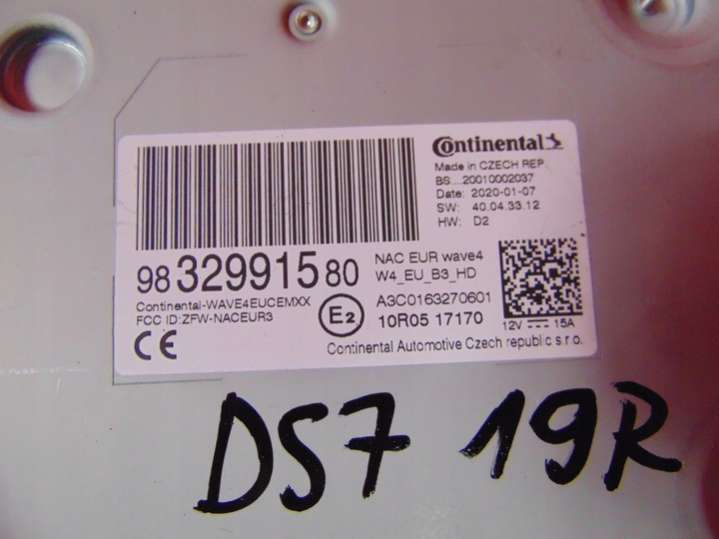 Continental
Made in CZECH REP.
BS...20010002037
Date: 2020-01-07
SW: 40.04.33.12
HW: D2
98 329915 80
NAC EUR wave4
W4_EU_B3_HD
Continental-WAVE4EUCEMXX
FCC ID:ZFW-NACEUR3
E2
A3C0163270601
10R05 17170
12V 15A
CE
Continental Automotive Czech republic s.r.o.
DS7 19R